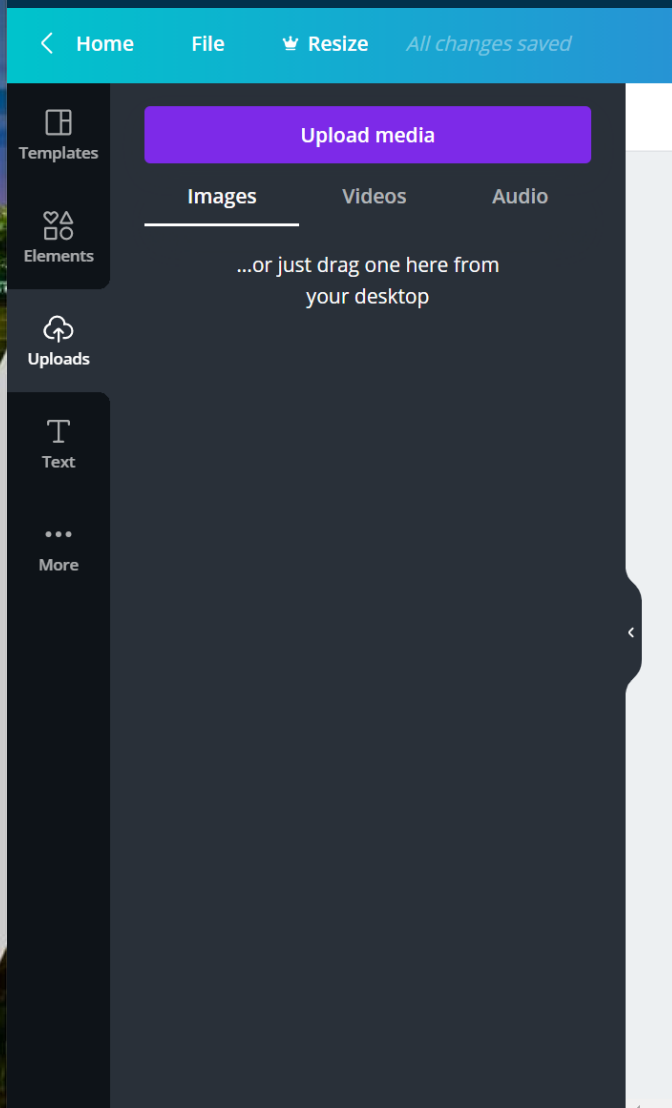 Home File Resize All changes saved
Templates
Elements
Uploads
Text
More
Upload media
Images Videos Audio
...or just drag one here from
your desktop